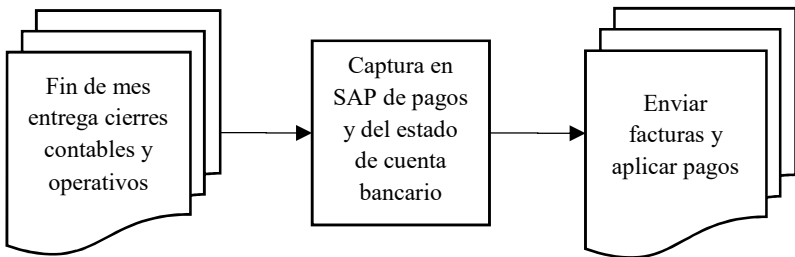 Fin de mes
entrega cierres
contables y
operativos
Captura en
SAP de pagos
y del estado
de cuenta
bancario
Enviar
facturas y
aplicar pagos